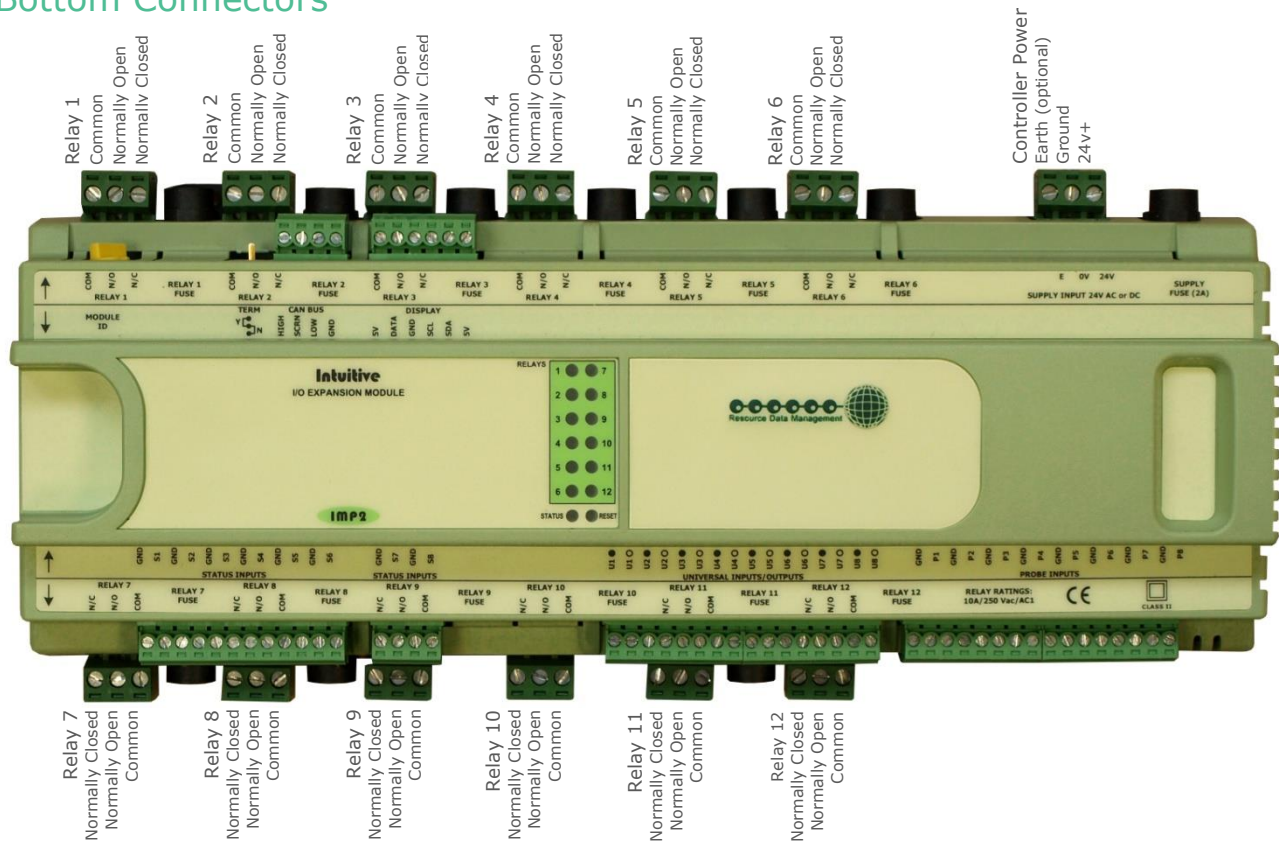 Bottom Connectors
Relay 1
Common
Normally Open
Normally Closed
Relay 2
Common
Normally Open
Normally Closed
Relay 3
Common
Normally Open
Normally Closed
Relay 4
Common
Normally Open
Normally Closed
Relay 5
Common
Normally Open
Normally Closed
Relay 6
Common
Normally Open
Normally Closed
Controller Power
Earth (optional)
Ground
24v+
COM N/O N/C
RELAY 1
RELAY 1 FUSE
COM N/O N/C
RELAY 2
RELAY 2 FUSE
COM N/O N/C
RELAY 3
RELAY 3 FUSE
COM N/O N/C
RELAY 4
RELAY 4 FUSE
COM N/O N/C
RELAY 5
RELAY 5 FUSE
COM N/O N/C
RELAY 6
RELAY 6 FUSE
E 0V 24V
SUPPLY INPUT 24V AC or DC
SUPPLY FUSE (2A)
MODULE ID
TERM
Y N
CAN BUS
HIGH SCRN LOW GND
DISPLAY
5V DATA GND SCL SDA 5V
Intuitive
I/O EXPANSION MODULE
RELAYS
1 7
2 8
3 9
4 10
5 11
6 12
STATUS RESET
IMP2
Resource Data Management
GND S1 GND S2 GND S3 GND S4 GND S5 GND S6
STATUS INPUTS
GND S7 GND S8
STATUS INPUTS
U1 U1 U2 U2 U3 U3 U4 U4 U5 U5 U6 U6 U7 U7 U8 U8
UNIVERSAL INPUTS/OUTPUTS
GND P1 GND P2 GND P3 GND P4 GND P5 GND P6 GND P7 GND P8
PROBE INPUTS
RELAY 7
N/C N/O COM
RELAY 7 FUSE
RELAY 8
N/C N/O COM
RELAY 8 FUSE
RELAY 9
N/C N/O COM
RELAY 9 FUSE
RELAY 10
N/C N/O COM
RELAY 10 FUSE
RELAY 11
N/C N/O COM
RELAY 11 FUSE
RELAY 12
N/C N/O COM
RELAY 12 FUSE
RELAY RATINGS:
10A/250 Vac/AC1
CE
CLASS II
Relay 7
Normally Closed
Normally Open
Common
Relay 8
Normally Closed
Normally Open
Common
Relay 9
Normally Closed
Normally Open
Common
Relay 10
Normally Closed
Normally Open
Common
Relay 11
Normally Closed
Normally Open
Common
Relay 12
Normally Closed
Normally Open
Common